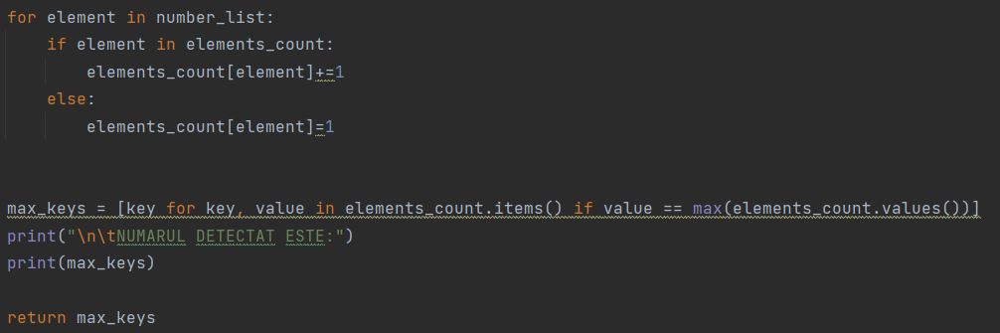 for element in number_list:
    if element in elements_count:
        elements_count[element]+=1
    else:
        elements_count[element]=1
max_keys = [key for key, value in elements_count.items() if value == max(elements_count.values())]
print("\n\tNUMARUL DETECTAT ESTE:")
print(max_keys)
return max_keys